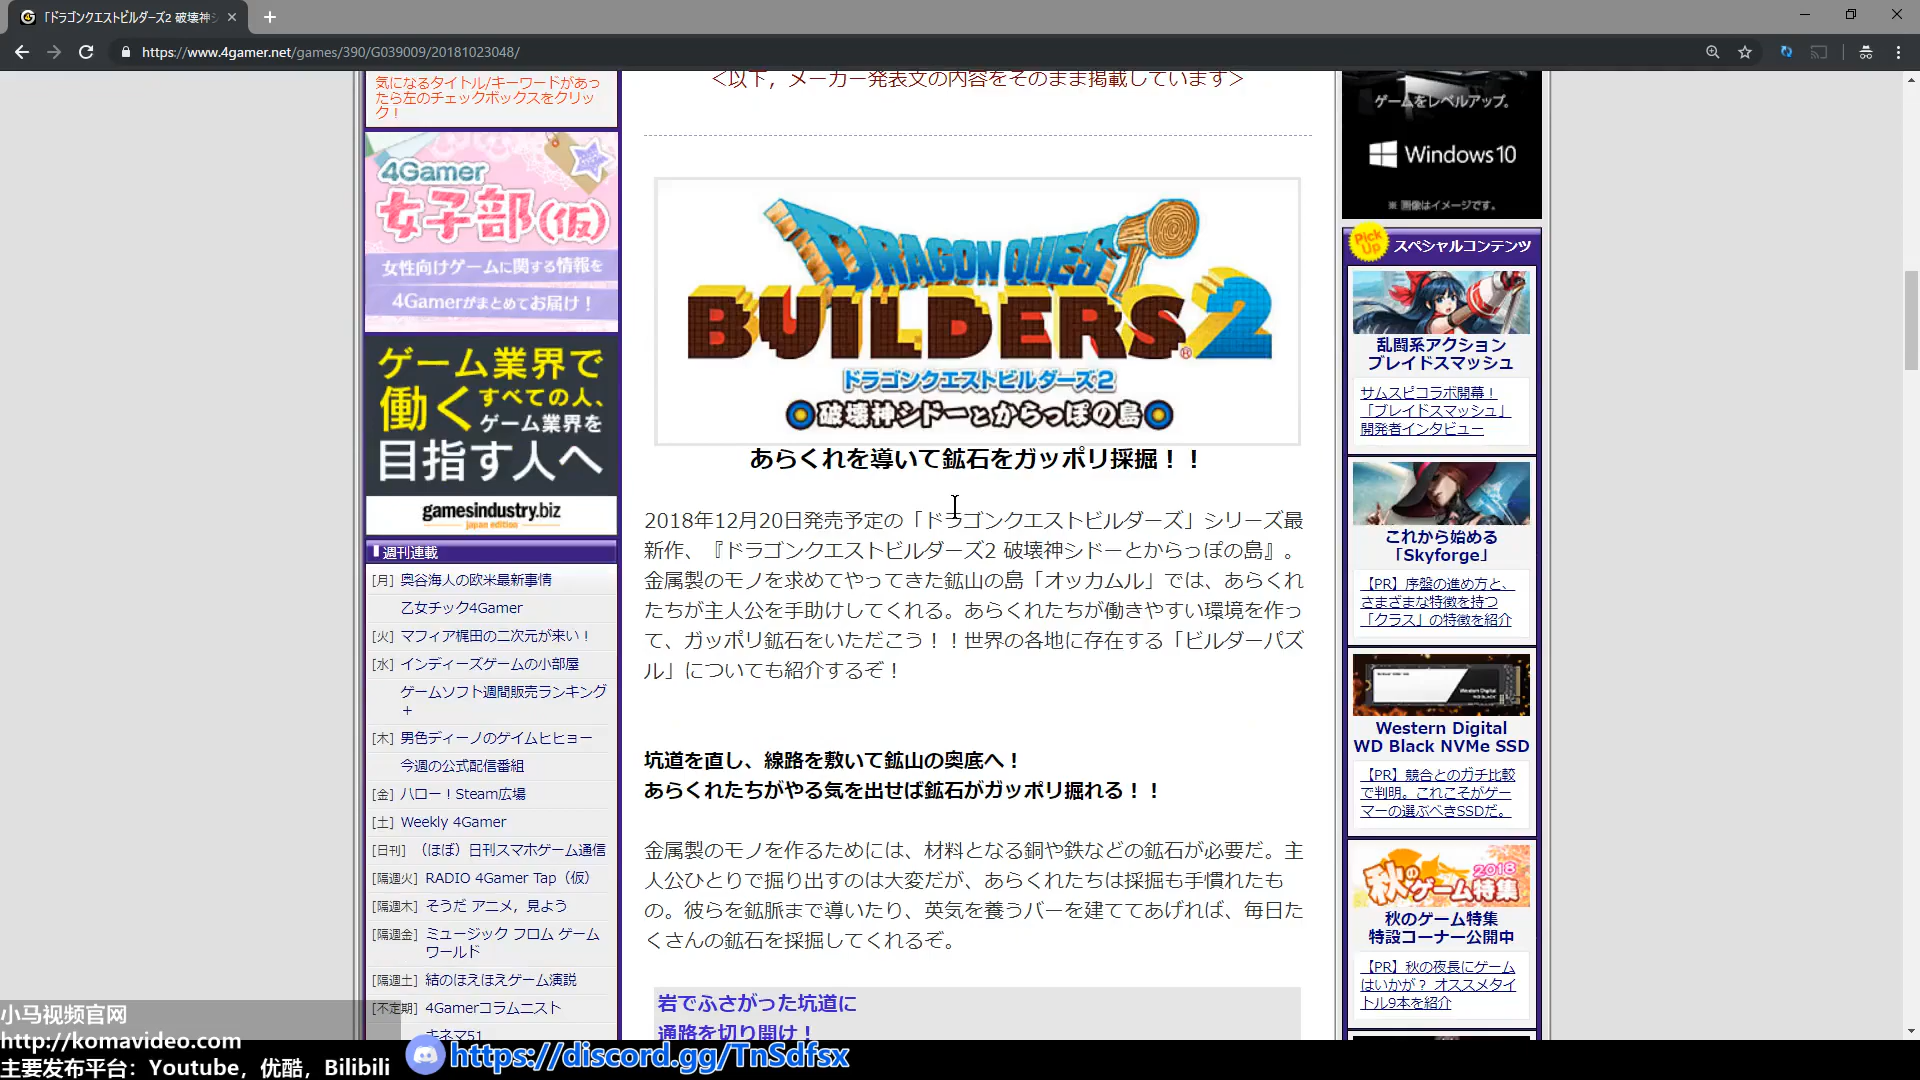 「ドラゴンクエストビルダーズ2 破壊神シ
https://www.4gamer.net/games/390/G039009/20181023048/
気になるタイトル/キーワードがあっ
たら左のチェックボックスをクリッ
ク！
4Gamer
女子部(仮)
女性向けゲームに関する情報を
4Gamerがまとめてお届け！
ゲーム業界で
働くすべての人、
ゲーム業界を
目指す人へ
gamesindustry.biz
japan edition
週刊連載
[月] 奥谷海人の欧米最新事情
乙女チック4Gamer
[火] マフィア梶田の二次元が来い！
[水] インディーズゲームの小部屋
ゲームソフト週間販売ランキング
+
[木] 男色ディーノのゲイムヒヒョー
今週の公式配信番組
[金] ハロー！Steam広場
[土] Weekly 4Gamer
[日刊] （ほぼ）日刊スマホゲーム通信
[隔週火] RADIO 4Gamer Tap（仮）
[隔週木] そうだ アニメ，見よう
[隔週金] ミュージック フロム ゲーム
ワールド
[隔週土] 結のほえほえゲーム演説
[不定期] 4Gamerコラムニスト
キネマ51
＜以下，メーカー発表文の内容をそのまま掲載しています＞
DRAGON QUEST
BUILDERS 2
ドラゴンクエストビルダーズ2
破壊神シドーとからっぽの島
あらくれを導いて鉱石をガッポリ採掘！！
2018年12月20日発売予定の「ドラゴンクエストビルダーズ」シリーズ最
新作、『ドラゴンクエストビルダーズ2 破壊神シドーとからっぽの島』。
金属製のモノを求めてやってきた鉱山の島「オッカムル」では、あらくれ
たちが主人公を手助けしてくれる。あらくれたちが働きやすい環境を作っ
て、ガッポリ鉱石をいただこう！！世界の各地に存在する「ビルダーパズ
ル」についても紹介するぞ！
坑道を直し、線路を敷いて鉱山の奥底へ！
あらくれたちがやる気を出せば鉱石がガッポリ掘れる！！
金属製のモノを作るためには、材料となる銅や鉄などの鉱石が必要だ。主
人公ひとりで掘り出すのは大変だが、あらくれたちは採掘も手慣れたも
の。彼らを鉱脈まで導いたり、英気を養うバーを建ててあげれば、毎日た
くさんの鉱石を採掘してくれるぞ。
岩でふさがった坑道に
通路を切り開け！
ゲームをレベルアップ。
Windows 10
※ 画像はイメージです。
Pick UP
スペシャルコンテンツ
乱闘系アクション
ブレイドスマッシュ
サムスピコラボ開幕！
「ブレイドスマッシュ」
開発者インタビュー
これから始める
「Skyforge」
【PR】序盤の進め方と、
さまざまな特徴を持つ
「クラス」の特徴を紹介
Western Digital
WD Black NVMe SSD
【PR】競合とのガチ比較
で判明。これこそがゲー
マーの選ぶべきSSDだ。
秋のゲーム特集 2018
秋のゲーム特集
特設コーナー公開中
【PR】秋の夜長にゲーム
はいかが？ オススメタイ
トル9本を紹介
小马视频官网
http://komavideo.com
主要发布平台：Youtube，优酷，Bilibili
https://discord.gg/TnSdfsx